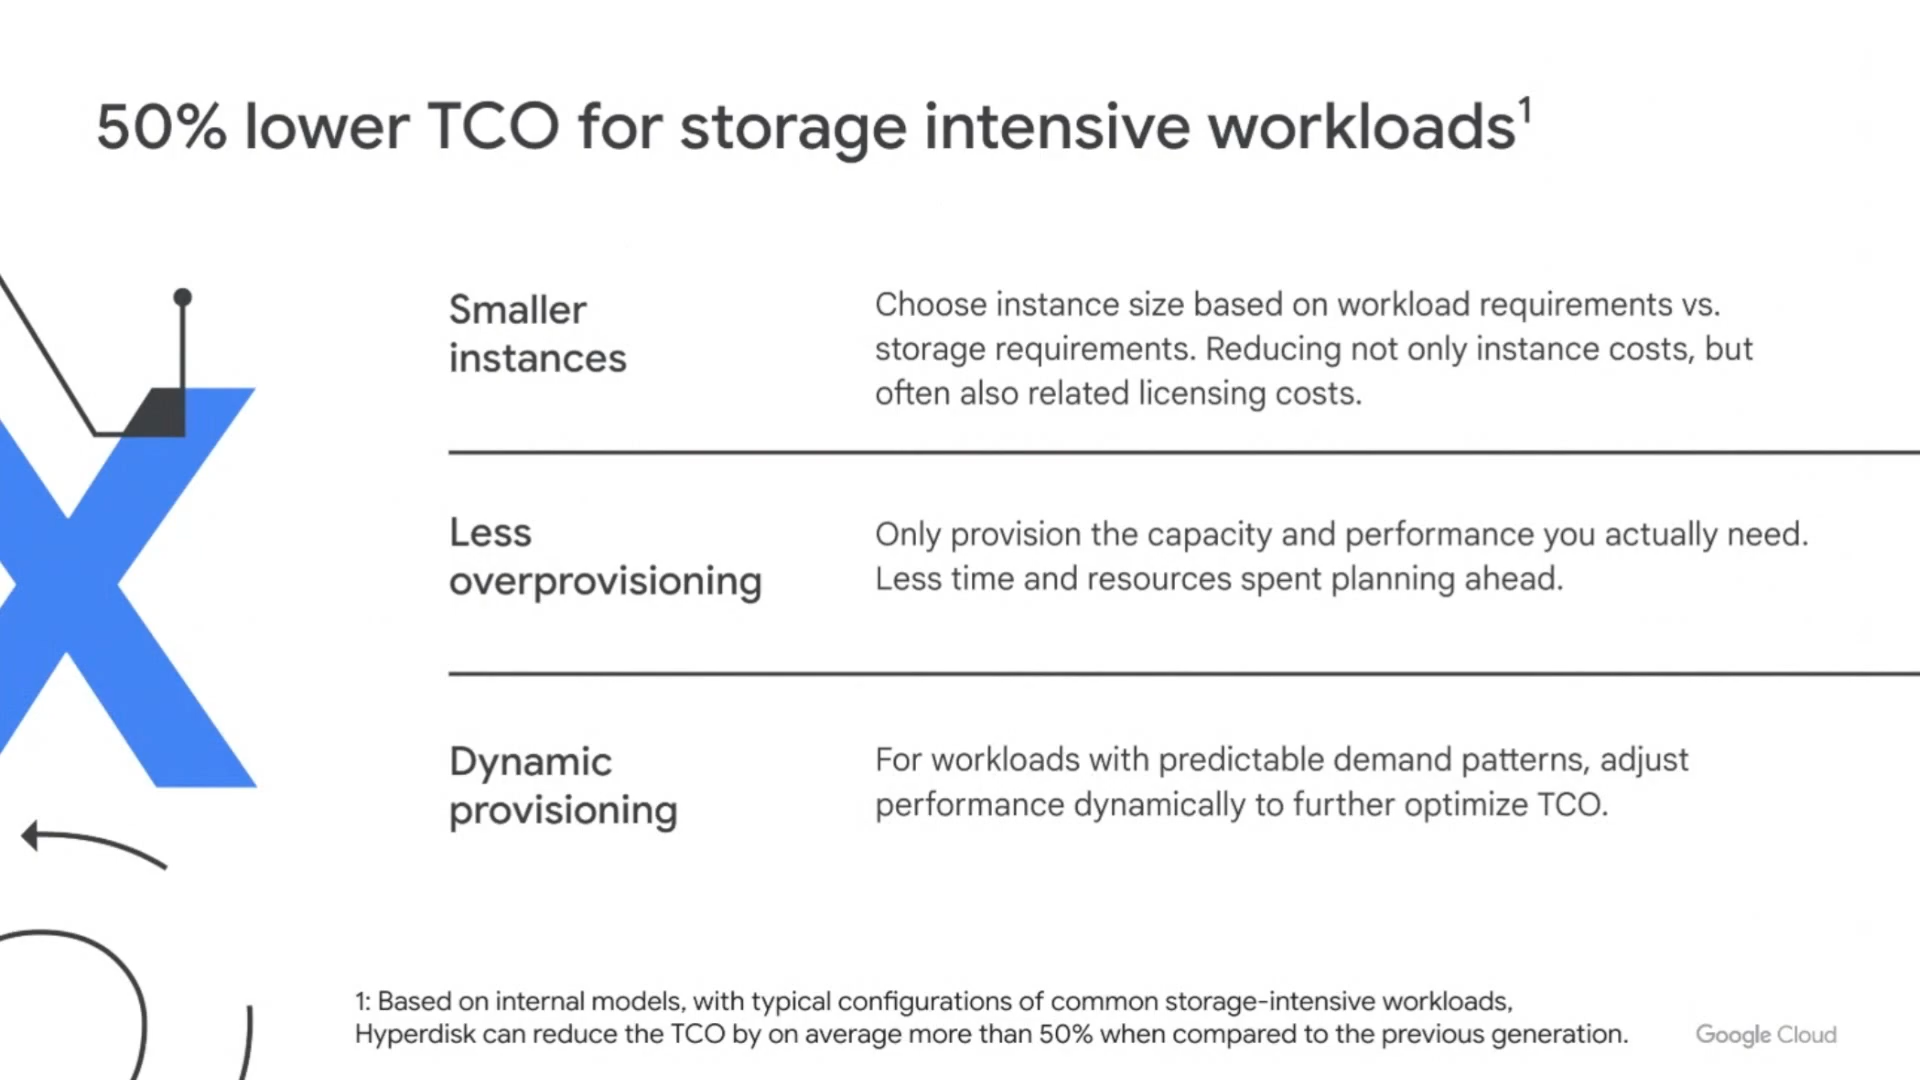 50% lower TCO for storage intensive workloads¹
Smaller
instances
Choose instance size based on workload requirements vs.
storage requirements. Reducing not only instance costs, but
often also related licensing costs.
Less
overprovisioning
Only provision the capacity and performance you actually need.
Less time and resources spent planning ahead.
Dynamic
provisioning
For workloads with predictable demand patterns, adjust
performance dynamically to further optimize TCO.
1: Based on internal models, with typical configurations of common storage-intensive workloads,
Hyperdisk can reduce the TCO by on average more than 50% when compared to the previous generation.
Google Cloud